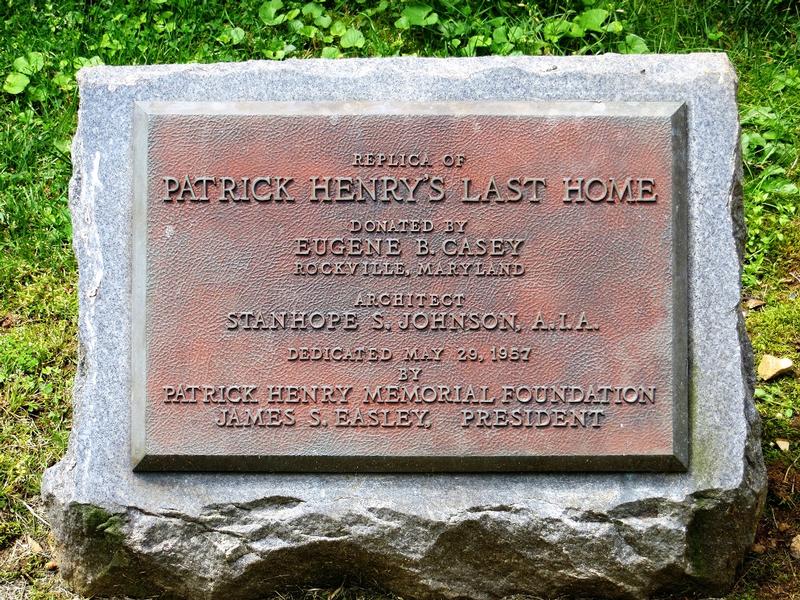 REPLICA OF
PATRICK HENRY'S LAST HOME
DONATED BY
EUGENE B. CASEY
ROCKVILLE, MARYLAND
ARCHITECT
STANHOPE S. JOHNSON, A.I.A.
DEDICATED MAY 29, 1957
BY
PATRICK HENRY MEMORIAL FOUNDATION
JAMES S. EASLEY, PRESIDENT